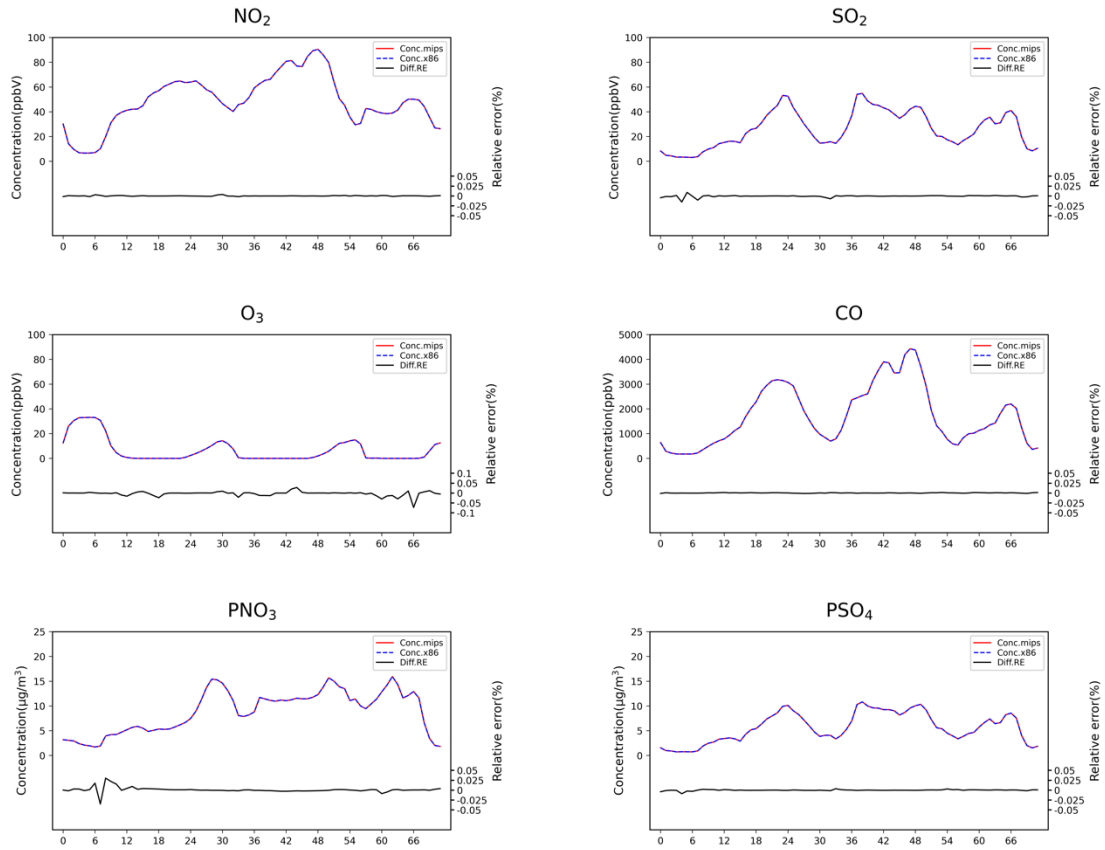 NO₂
100
80
60
40
20
0
Concentration(ppbV)
Conc.mips
Conc.x86
Diff.RE
0.05
0.025
0
-0.025
-0.05
Relative error(%)
0 6 12 18 24 30 36 42 48 54 60 66
SO₂
100
80
60
40
20
0
Concentration(ppbV)
Conc.mips
Conc.x86
Diff.RE
0.05
0.025
0
-0.025
-0.05
Relative error(%)
0 6 12 18 24 30 36 42 48 54 60 66
O₃
100
80
60
40
20
0
Concentration(ppbV)
Conc.mips
Conc.x86
Diff.RE
0.1
0.05
0
-0.05
-0.1
Relative error(%)
0 6 12 18 24 30 36 42 48 54 60 66
CO
5000
4000
3000
2000
1000
0
Concentration(ppbV)
Conc.mips
Conc.x86
Diff.RE
0.05
0.025
0
-0.025
-0.05
Relative error(%)
0 6 12 18 24 30 36 42 48 54 60 66
PNO₃
25
20
15
10
5
0
Concentration(μg/m³)
Conc.mips
Conc.x86
Diff.RE
0.05
0.025
0
-0.025
-0.05
Relative error(%)
0 6 12 18 24 30 36 42 48 54 60 66
PSO₄
25
20
15
10
5
0
Concentration(μg/m³)
Conc.mips
Conc.x86
Diff.RE
0.05
0.025
0
-0.025
-0.05
Relative error(%)
0 6 12 18 24 30 36 42 48 54 60 66